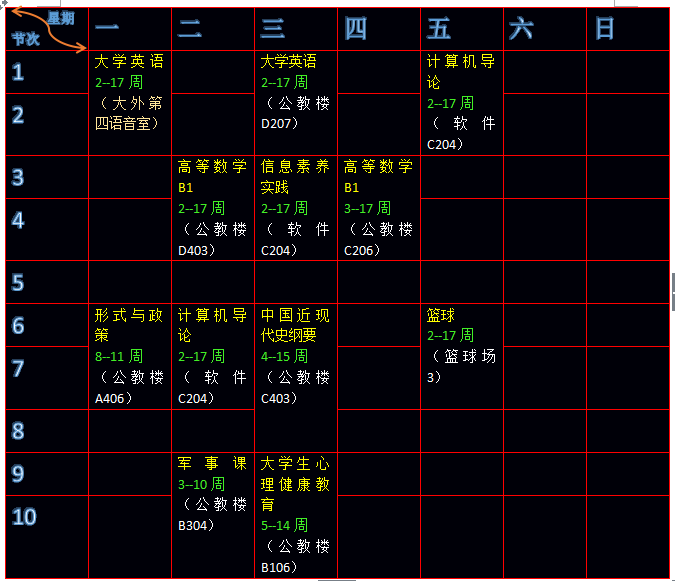 星期
节次
一 二 三 四 五 六 日
1
2
大学英语
2--17 周
（大外第
四语音室）
大学英语
2--17 周
（公教楼
D207）
计算机导
论
2--17 周
（软件
C204）
3
4
高等数学
B1
2--17 周
（公教楼
D403）
信息素养
实践
2--17 周
（软件
C204）
高等数学
B1
3--17 周
（公教楼
C206）
5
6
7
形式与政
策
8--11 周
（公教楼
A406）
计算机导
论
2--17 周
（软件
C204）
中国近现
代史纲要
4--15 周
（公教楼
C403）
篮球
2--17 周
（篮球场
3）
8
9
10
军事课
3--10 周
（公教楼
B304）
大学生心
理健康教
育
5--14 周
（公教楼
B106）